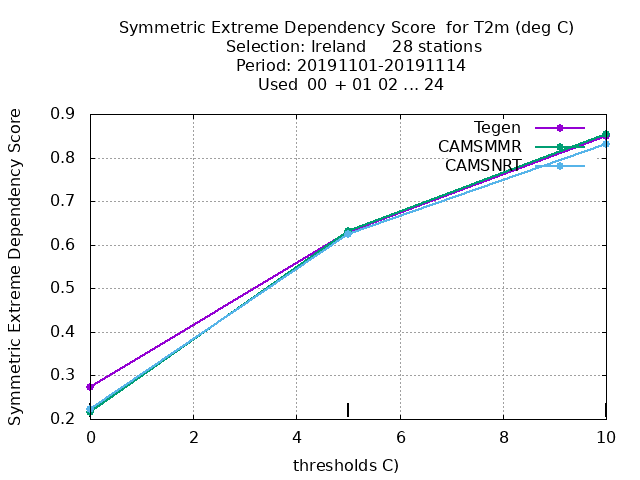 Symmetric Extreme Dependency Score  for T2m (deg C)
Selection: Ireland     28 stations
Period: 20191101-20191114
Used  00 + 01 02 ... 24
Symmetric Extreme Dependency Score
0.9
0.8
0.7
0.6
0.5
0.4
0.3
0.2
Tegen
CAMSMMR
CAMSNRT
0 2 4 6 8 10
thresholds C)